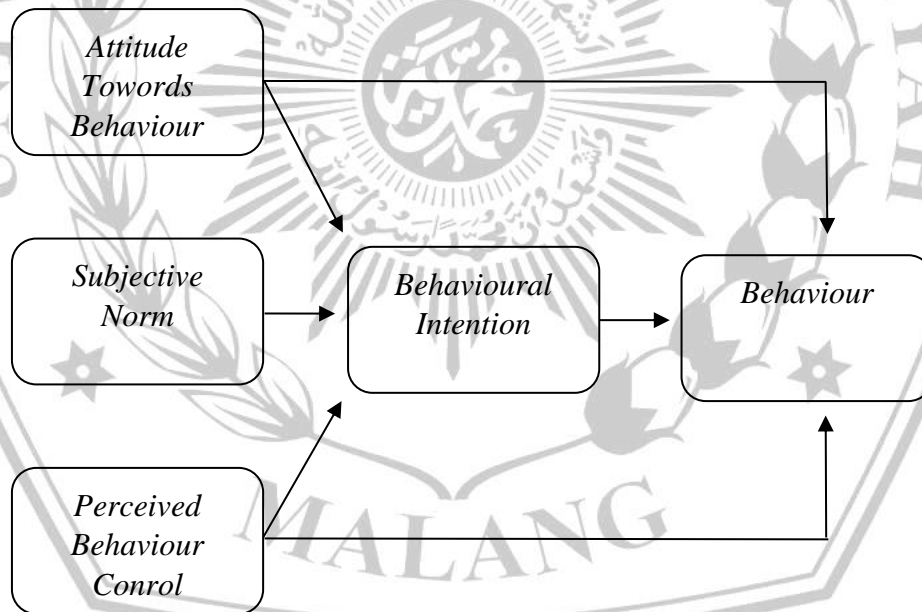 Attitude
Towords
Behaviour
Subjective
Norm
Behavioural
Intention
Behaviour
Perceived
Behaviour
Conrol
MALANG